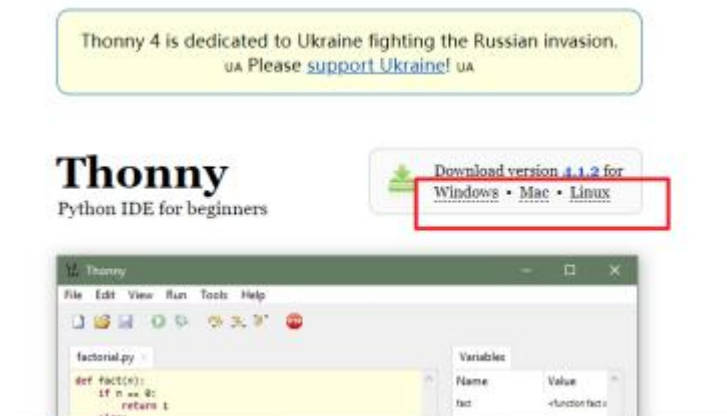 Thonny 4 is dedicated to Ukraine fighting the Russian invasion.
UA Please support Ukraine! UA
Thonny
Python IDE for beginners
Download version 4.1.2 for
Windows • Mac • Linux
Thonny
File Edit View Run Tools Help
factorial.py
Variables
def fact(n):
if n == 0:
return 1
Name Value
fact <function fact